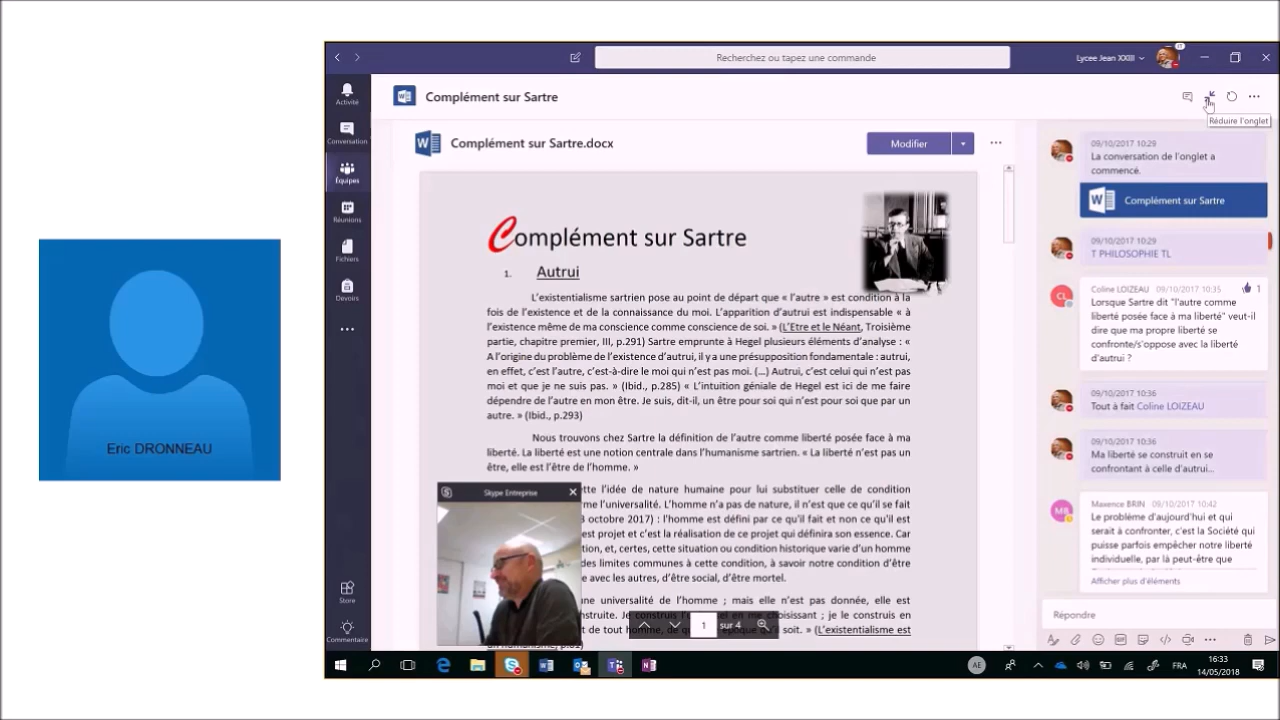 Recherchez ou tapez une commande
Lycee Jean XXIII
Activité
Conversation
Équipes
Réunions
Fichiers
Devoirs
Store
Commentaire
Complément sur Sartre
Réduire l'onglet
Complément sur Sartre.docx
Modifier
Complément sur Sartre
1. Autrui
L'existentialisme sartrien pose au point de départ que « l'autre » est condition à la
fois de l'existence et de la connaissance du moi. L'apparition d'autrui est indispensable « à
l'existence même de ma conscience comme conscience de soi. » (L'Etre et le Néant, Troisième
partie, chapitre premier, III, p.291) Sartre emprunte à Hegel plusieurs éléments d'analyse : «
A l'origine du problème de l'existence d'autrui, il y a une présupposition fondamentale : autrui,
en effet, c'est l'autre, c'est-à-dire le moi qui n'est pas moi. (...) Autrui, c'est celui qui n'est pas
moi et que je ne suis pas. » (Ibid., p.285) « L'intuition géniale de Hegel est ici de me faire
dépendre de l'autre en mon être. Je suis, dit-il, un être pour soi qui n'est pour soi que par un
autre. » (Ibid., p.293)
Nous trouvons chez Sartre la définition de l'autre comme liberté posée face à ma
liberté. La liberté est une notion centrale dans l'humanisme sartrien. « La liberté n'est pas un
être, elle est l'être de l'homme. »
l'idée de nature humaine pour lui substituer celle de condition
l'universalité. L'homme n'a pas de nature, il n'est que ce qu'il se fait
octobre 2017) : l'homme est défini par ce qu'il fait et non ce qu'il est
est projet et c'est la réalisation de ce projet qui définira son essence. Car
et, certes, cette situation ou condition historique varie d'un homme
des limites communes à cette condition, à savoir notre condition d'être
avec les autres, d'être social, d'être mortel.
une universalité de l'homme ; mais elle n'est pas donnée, elle est
choisissant ; je le construis en
de tout soit. » (L'existentialisme est
Skype Entreprise
1 sur 4
09/10/2017 10:29
La conversation de l'onglet a
commencé.
Complément sur Sartre
09/10/2017 10:29
T PHILOSOPHIE TL
Coline LOIZEAU 09/10/2017 10:35 1
Lorsque Sartre dit "l'autre comme
liberté posée face à ma liberté" veut-il
dire que ma propre liberté se
confronte/s'oppose avec la liberté
d'autrui ?
09/10/2017 10:36
Tout à fait Coline LOIZEAU
09/10/2017 10:36
Ma liberté se construit en se
confrontant à celle d'autrui...
MB
Maxence BRIN 09/10/2017 10:42
Le problème d'aujourd'hui et qui
serait à confronter, c'est la Société qui
puisse parfois empêcher notre liberté
individuelle, par là peut-être que
Afficher plus d'éléments
Répondre
CL
Eric DRONNEAU
AE
FRA
16:33
14/05/2018